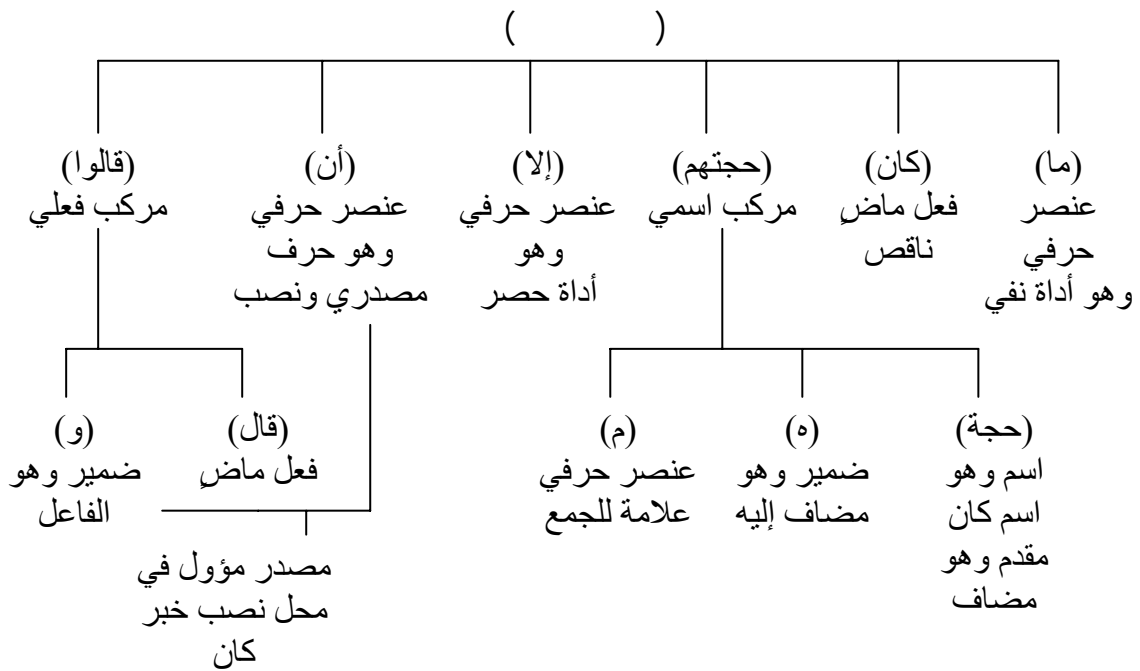 (          )
(ما)
عنصر
حرفي
وهو أداة نفي
(كان)
فعل ماضٍ
ناقص
(حجتهم)
مركب اسمي
(إلا)
عنصر حرفي
وهو
أداة حصر
(أن)
عنصر حرفي
وهو حرف
مصدري ونصب
(قالوا)
مركب فعلي
(حجة)
اسم وهو
اسم كان
مقدم وهو
مضاف
(ه)
ضمير وهو
مضاف إليه
(م)
عنصر حرفي
علامة للجمع
(قال)
فعل ماضٍ
(و)
ضمير وهو
الفاعل
مصدر مؤول في
محل نصب خبر
كان